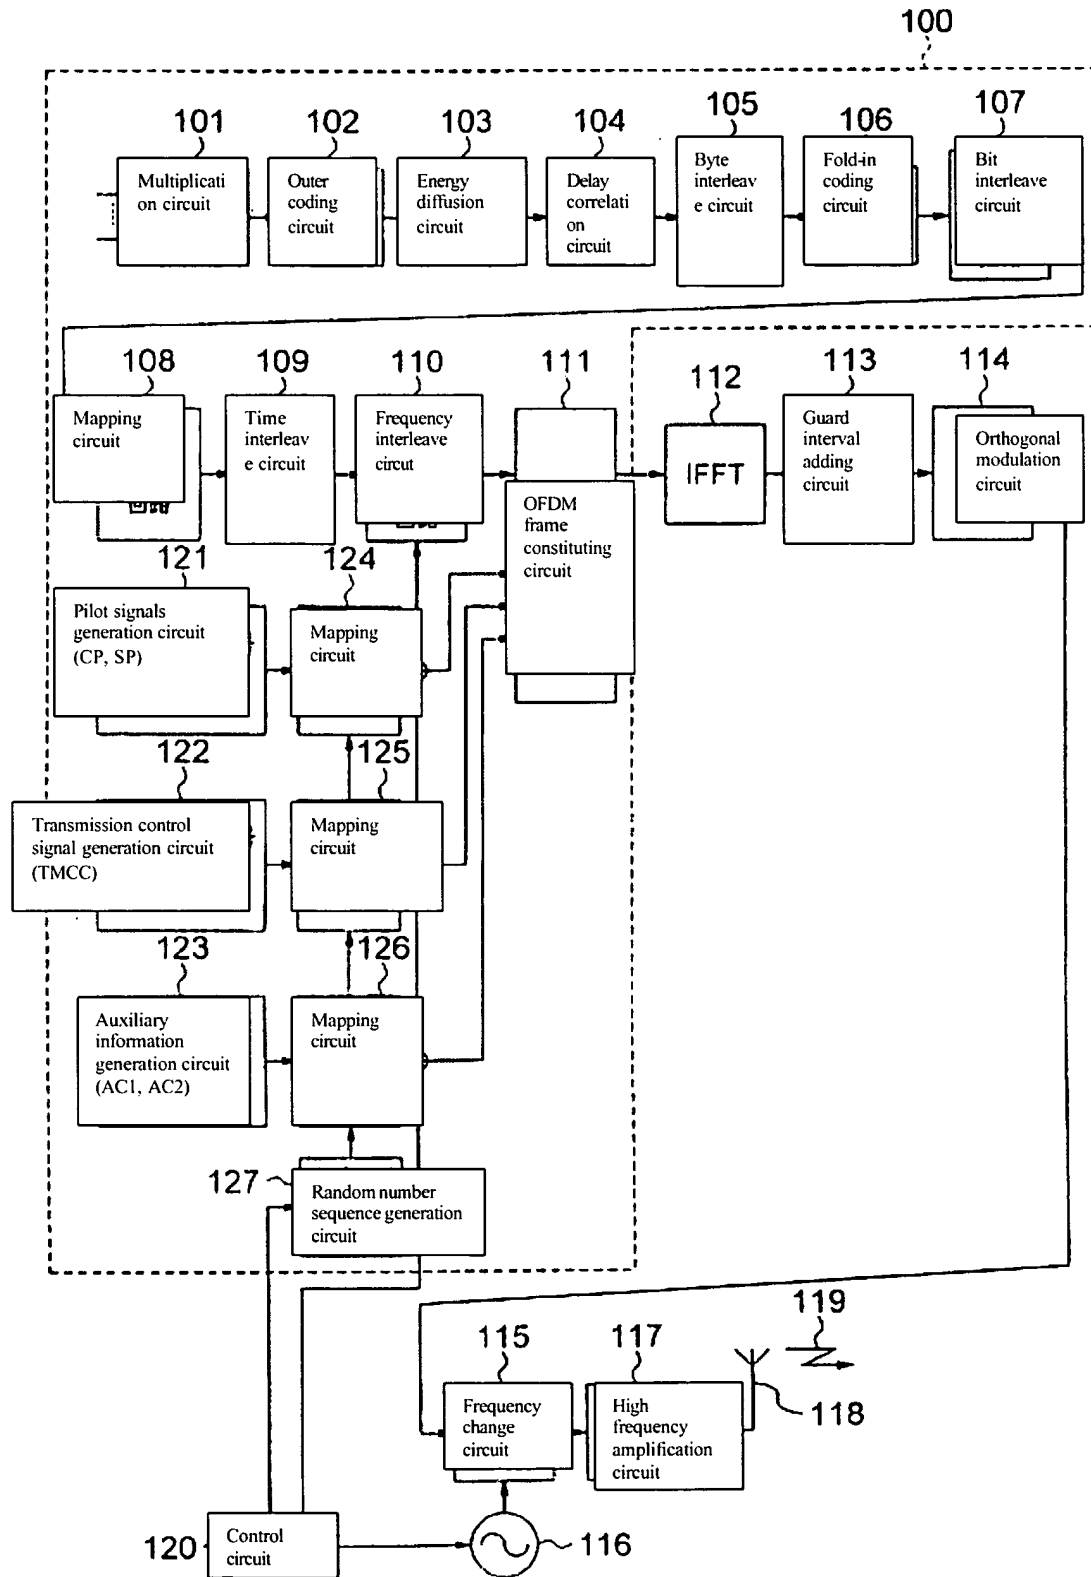 100
101
102
103
104
105
106
107
Multiplicati
on circuit
Outer
coding
circuit
Energy
diffusion
circuit
Delay
correlati
on
circuit
Byte
interleav
e circuit
Fold-in
coding
circuit
Bit
interleave
circuit
108
109
110
111
112
113
114
Mapping
circuit
Time
interleav
e circuit
Frequency
interleave
circut
OFDM
frame
constituting
circuit
IFFT
Guard
interval
adding
circuit
Orthogonal
modulation
circuit
121
124
Pilot signals
generation circuit
(CP, SP)
Mapping
circuit
122
125
Transmission control
signal generation circuit
(TMCC)
Mapping
circuit
123
126
Auxiliary
information
generation circuit
(AC1, AC2)
Mapping
circuit
127
Random number
sequence generation
circuit
115
117
119
118
Frequency
change
circuit
High
frequency
amplification
circuit
120
Control
circuit
116